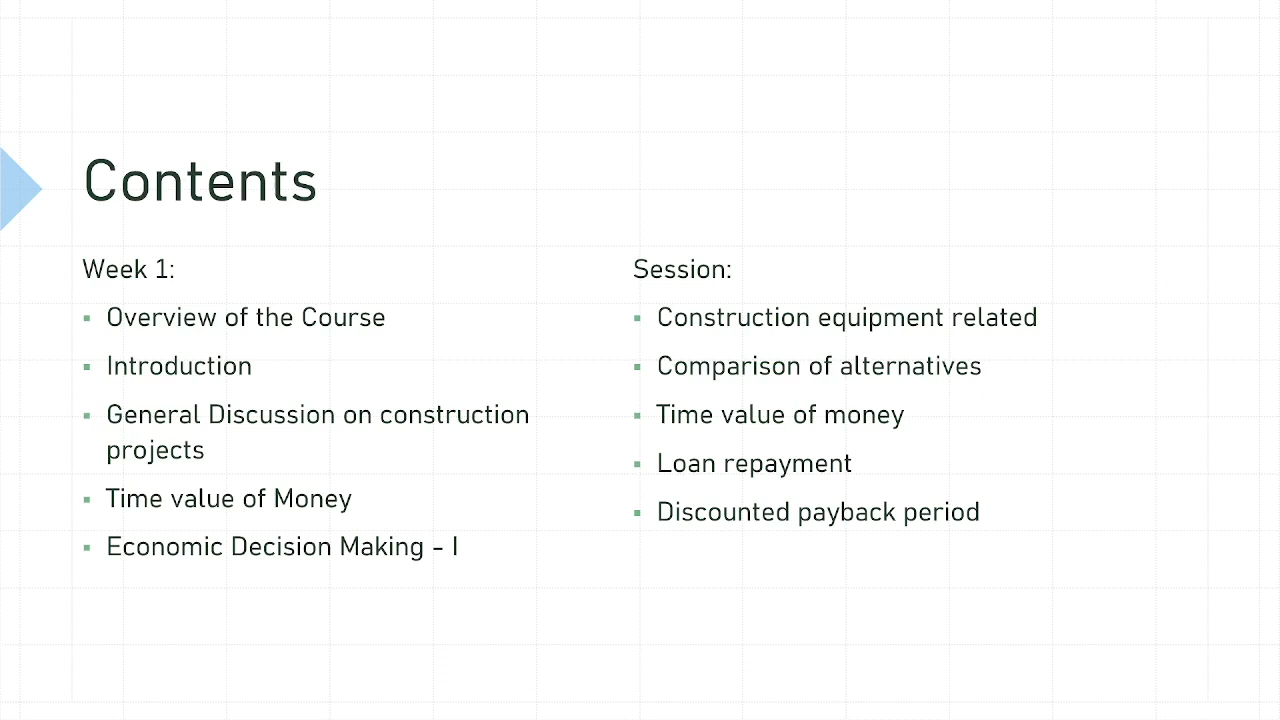 Contents
Week 1:
Overview of the Course
Introduction
General Discussion on construction
projects
Time value of Money
Economic Decision Making - I
Session:
Construction equipment related
Comparison of alternatives
Time value of money
Loan repayment
Discounted payback period